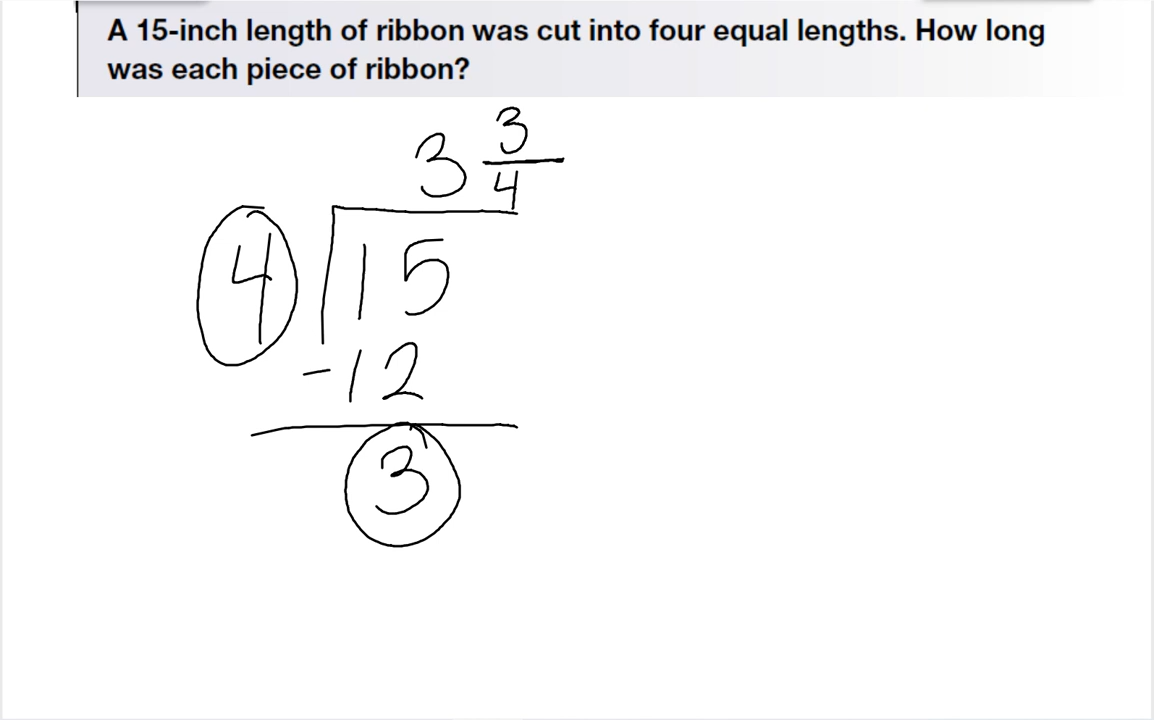 A 15-inch length of ribbon was cut into four equal lengths. How long
was each piece of ribbon?
3 3/4
4 15
-12
3